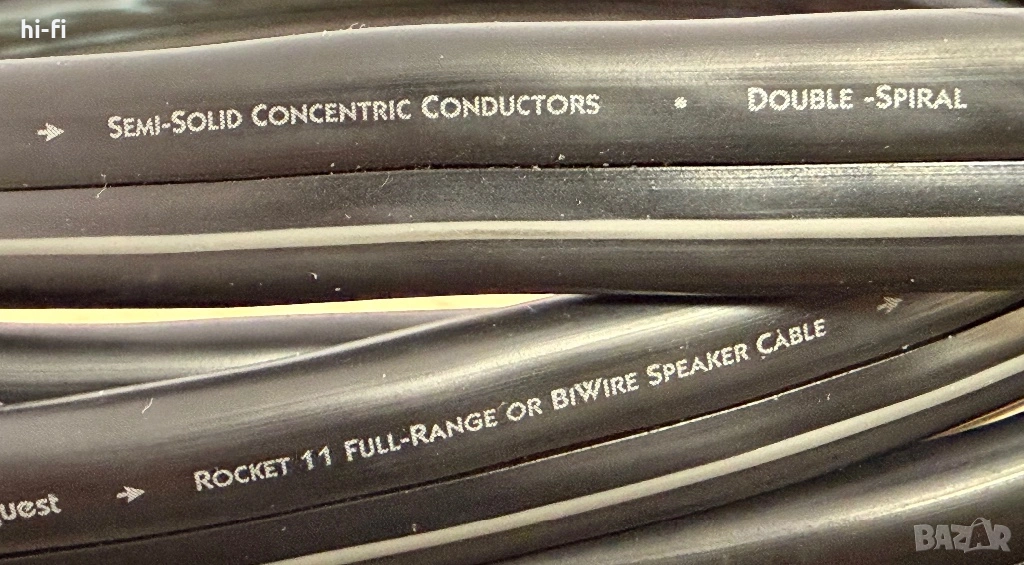 hi-fi
SEMI-SOLID CONCENTRIC CONDUCTORS • DOUBLE -SPIRAL
ROCKET 11 FULL-RANGE OR BIWIRE SPEAKER CABLE
uest
BAZAR